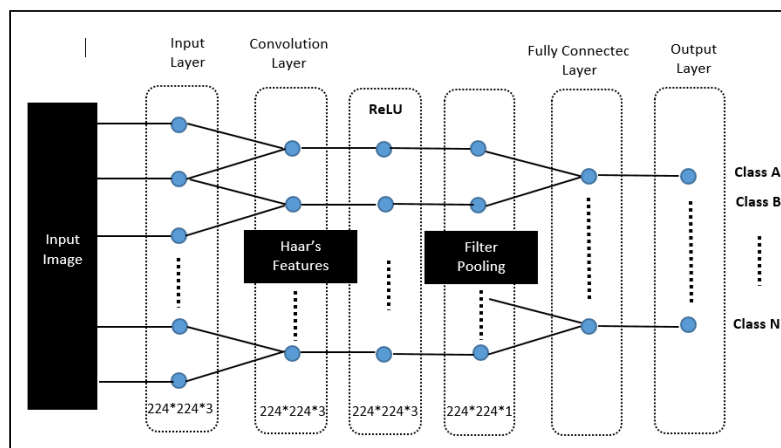 Input
Layer
Convolution
Layer
Fully Connected
Layer
Output
Layer
ReLU
Class A
Class B
Input
Image
Haar's
Features
Filter
Pooling
Class N
224*224*3
224*224*3
224*224*3
224*224*1